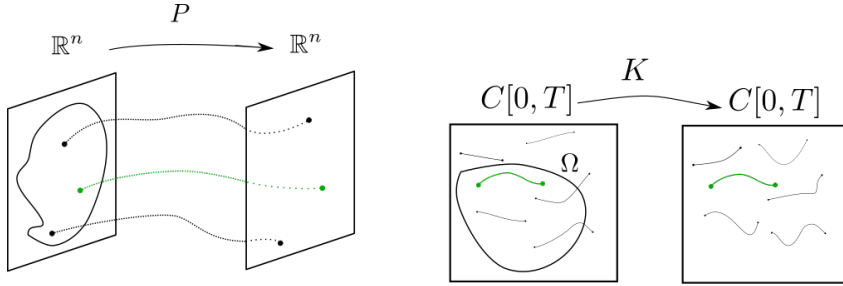 P
ℝⁿ ℝⁿ
K
C[0, T] C[0, T]
Ω